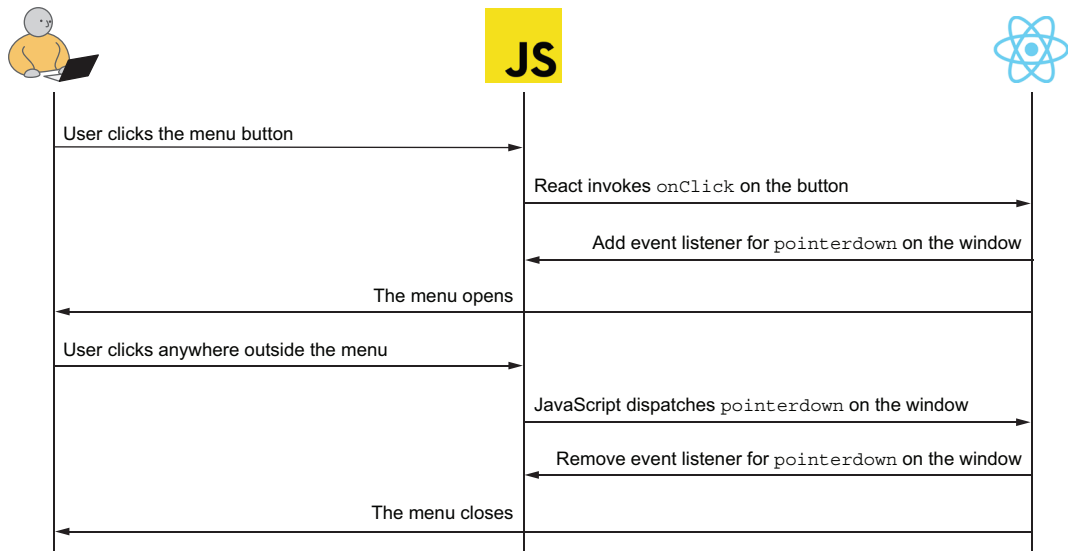 JS
User clicks the menu button
React invokes onClick on the button
Add event listener for pointerdown on the window
The menu opens
User clicks anywhere outside the menu
JavaScript dispatches pointerdown on the window
Remove event listener for pointerdown on the window
The menu closes